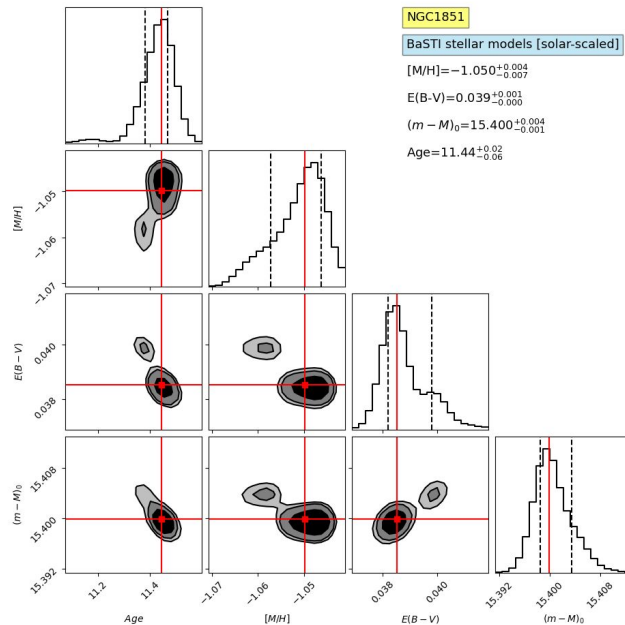 NGC1851
BaSTI stellar models [solar-scaled]
[M/H]=−1.050+0.004 −0.007
E(B-V)=0.039+0.001 −0.000
(m − M)0=15.400+0.004 −0.001
Age=11.44+0.02 −0.06
[M/H]
−1.05
−1.06
−1.07
E(B − V)
0.040
0.038
(m − M)0
15.408
15.400
15.392
11.2 11.4
−1.07 −1.06 −1.05
0.038 0.040
15.392 15.400 15.408
Age
[M/H]
E(B − V)
(m − M)0